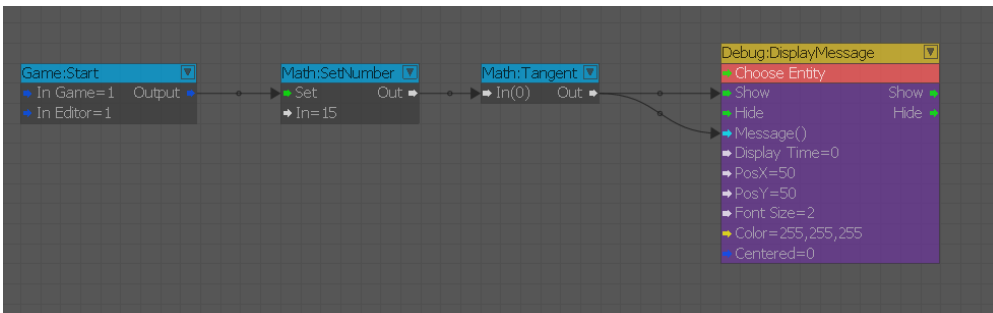 Game:Start
In Game=1 Output
In Editor=1
Math:SetNumber
Set Out
In=15
Math:Tangent
In(0) Out
Debug:DisplayMessage
Choose Entity
Show Show
Hide Hide
Message()
Display Time=0
PosX=50
PosY=50
Font Size=2
Color=255,255,255
Centered=0